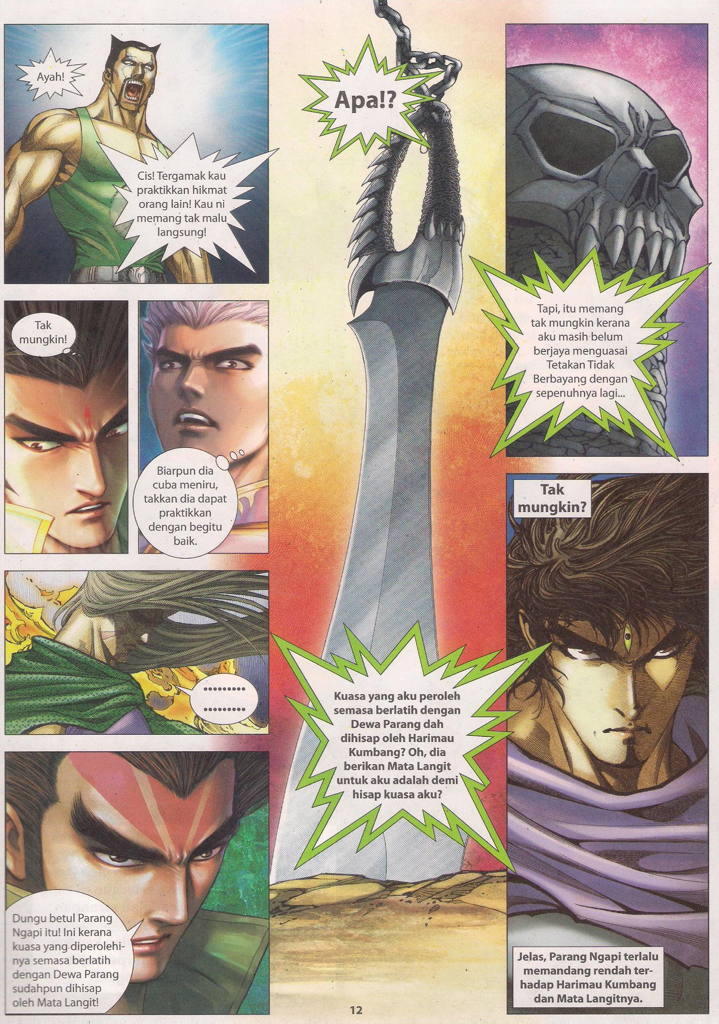 Ayah!
Cis! Tergamak kau
praktikkan hikmat
orang lain! Kau ni
memang tak malu
langsung!
Apa!?
Tapi, itu memang
tak mungkin kerana
aku masih belum
berjaya menguasai
Tetakan Tidak
Berbayang dengan
sepenuhnya lagi...
Tak
mungkin!
Biarpun dia
cuba meniru,
takkan dia dapat
praktikkan
dengan begitu
baik.
..........
..........
Dungu betul Parang
Ngapi itu! Ini kerana
kuasa yang diperolehi-
nya semasa berlatih
dengan Dewa Parang
sudahpun dihisap
oleh Mata Langit!
Kuasa yang aku peroleh
semasa berlatih dengan
Dewa Parang dah
dihisap oleh Harimau
Kumbang? Oh, dia
berikan Mata Langit
untuk aku adalah demi
hisap kuasa aku?
Tak
mungkin?
Jelas, Parang Ngapi terlalu
memandang rendah ter-
hadap Harimau Kumbang
dan Mata Langitnya.
12